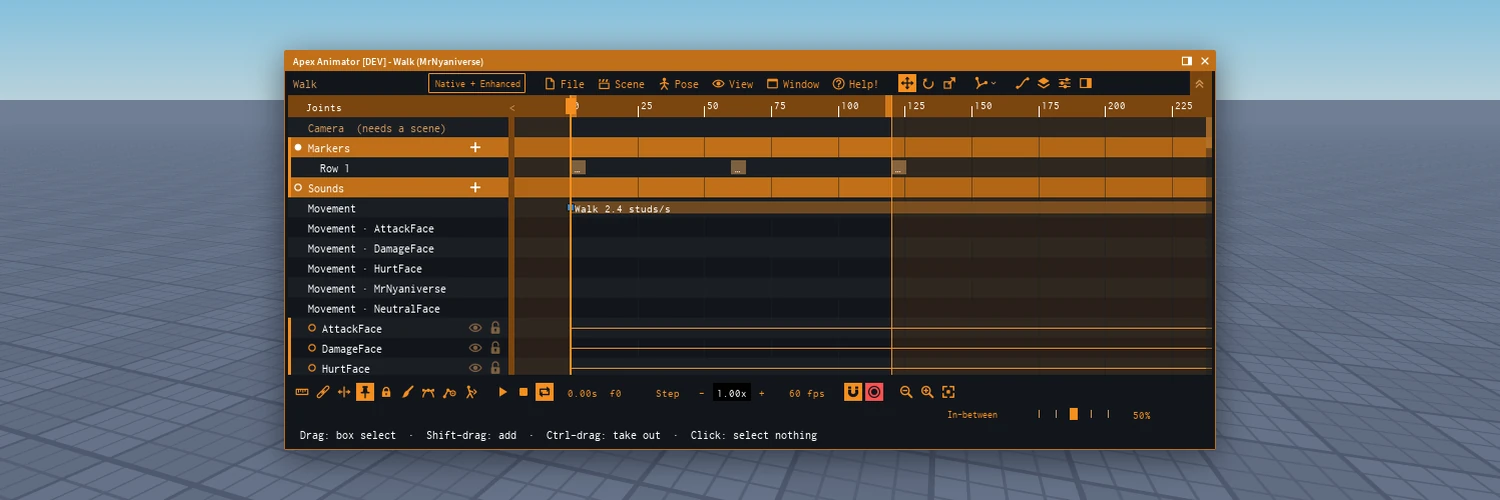 Apex Animator [DEV] - Walk (MrNyaniverse)
Walk Native + Enhanced File Scene Pose View Window Help!
Joints < 0 25 50 75 100 125 150 175 200 225
Camera (needs a scene)
Markers +
Row 1 … … …
Sounds +
Movement Walk 2.4 studs/s
Movement · AttackFace
Movement · DamageFace
Movement · HurtFace
Movement · MrNyaniverse
Movement · NeutralFace
AttackFace
DamageFace
HurtFace
0.00s f0 Step - 1.00x + 60 fps
In-between 50%
Drag: box select · Shift-drag: add · Ctrl-drag: take out · Click: select nothing